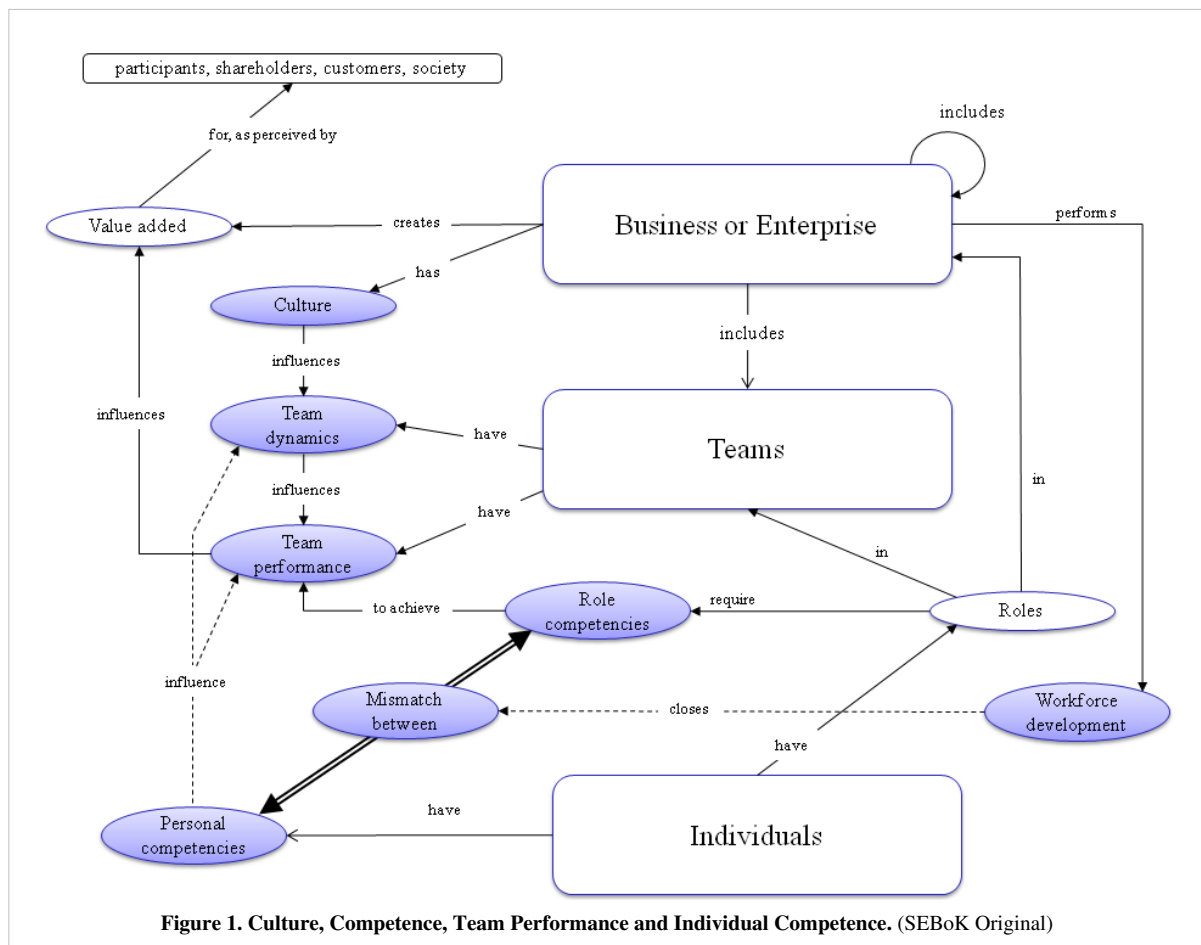 participants, shareholders, customers, society
includes
for, as perceived by
Business or Enterprise
performs
Value added
creates
has
Culture
includes
influences
in
Team
dynamics
have
Teams
influences
influences
have
Team
performance
in
to achieve
Role
competencies
require
Roles
influence
Mismatch
between
closes
Workforce
development
have
Personal
competencies
have
Individuals
Figure 1. Culture, Competence, Team Performance and Individual Competence. (SEBoK Original)